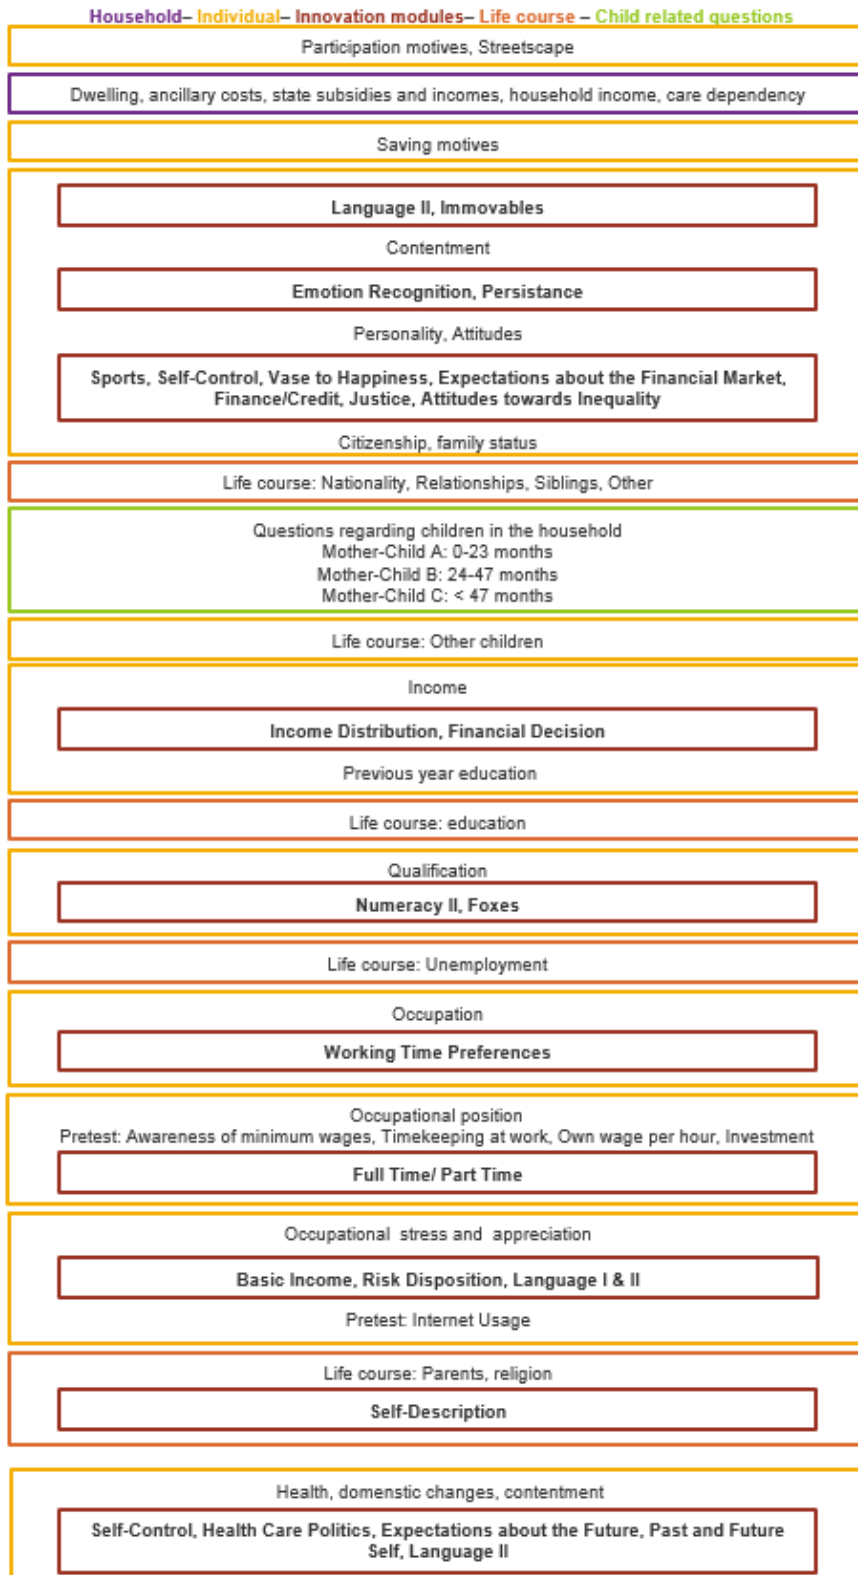 Household– Individual– Innovation modules– Life course – Child related questions
Participation motives, Streetscape
Dwelling, ancillary costs, state subsidies and incomes, household income, care dependency
Saving motives
Language II, Immovables
Contentment
Emotion Recognition, Persistance
Personality, Attitudes
Sports, Self-Control, Vase to Happiness, Expectations about the Financial Market,
Finance/Credit, Justice, Attitudes towards Inequality
Citizenship, family status
Life course: Nationality, Relationships, Siblings, Other
Questions regarding children in the household
Mother-Child A: 0-23 months
Mother-Child B: 24-47 months
Mother-Child C: < 47 months
Life course: Other children
Income
Income Distribution, Financial Decision
Previous year education
Life course: education
Qualification
Numeracy II, Foxes
Life course: Unemployment
Occupation
Working Time Preferences
Occupational position
Pretest: Awareness of minimum wages, Timekeeping at work, Own wage per hour, Investment
Full Time/ Part Time
Occupational stress and appreciation
Basic Income, Risk Disposition, Language I & II
Pretest: Internet Usage
Life course: Parents, religion
Self-Description
Health, domenstic changes, contentment
Self-Control, Health Care Politics, Expectations about the Future, Past and Future
Self, Language II